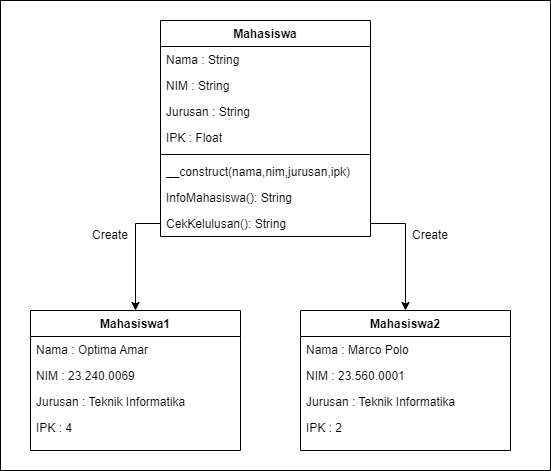 Mahasiswa
Nama : String
NIM : String
Jurusan : String
IPK : Float
__construct(nama,nim,jurusan,ipk)
InfoMahasiswa(): String
CekKelulusan(): String
Create
Create
Mahasiswa1
Nama : Optima Amar
NIM : 23.240.0069
Jurusan : Teknik Informatika
IPK : 4
Mahasiswa2
Nama : Marco Polo
NIM : 23.560.0001
Jurusan : Teknik Informatika
IPK : 2